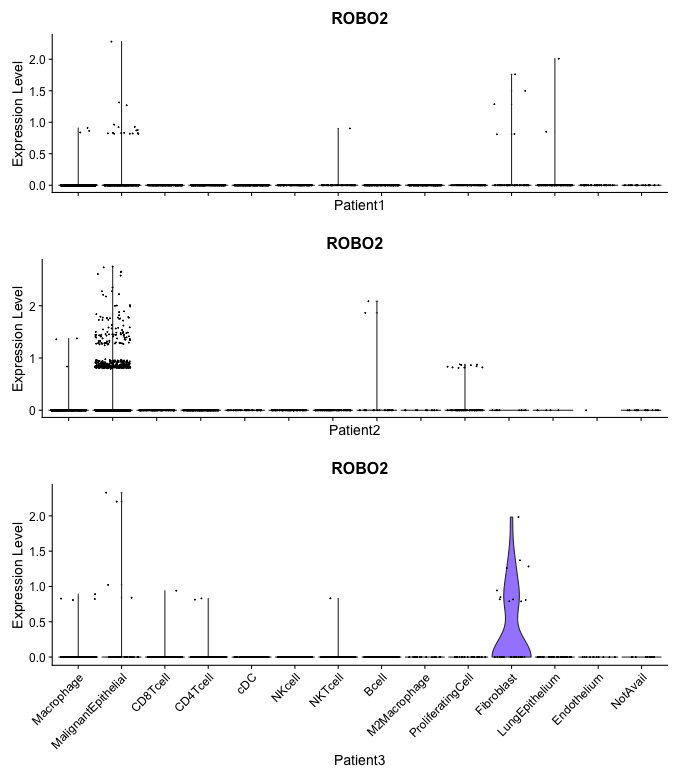 ROBO2
Expression Level
2.0
1.5
1.0
0.5
0.0
Patient1
ROBO2
Expression Level
2
1
0
Patient2
ROBO2
Expression Level
2.0
1.5
1.0
0.5
0.0
Macrophage
MalignantEpithelial
CD8Tcell
CD4Tcell
cDC
NKcell
NKTcell
Bcell
M2Macrophage
ProliferatingCell
Fibroblast
LungEpithelium
Endothelium
NotAvail
Patient3